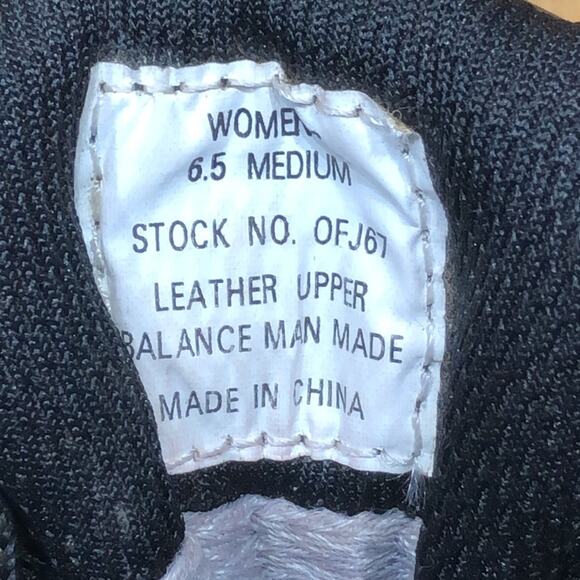 WOMEN
6.5 MEDIUM
STOCK NO. OFJ67
LEATHER UPPER
BALANCE MAN MADE
MADE IN CHINA